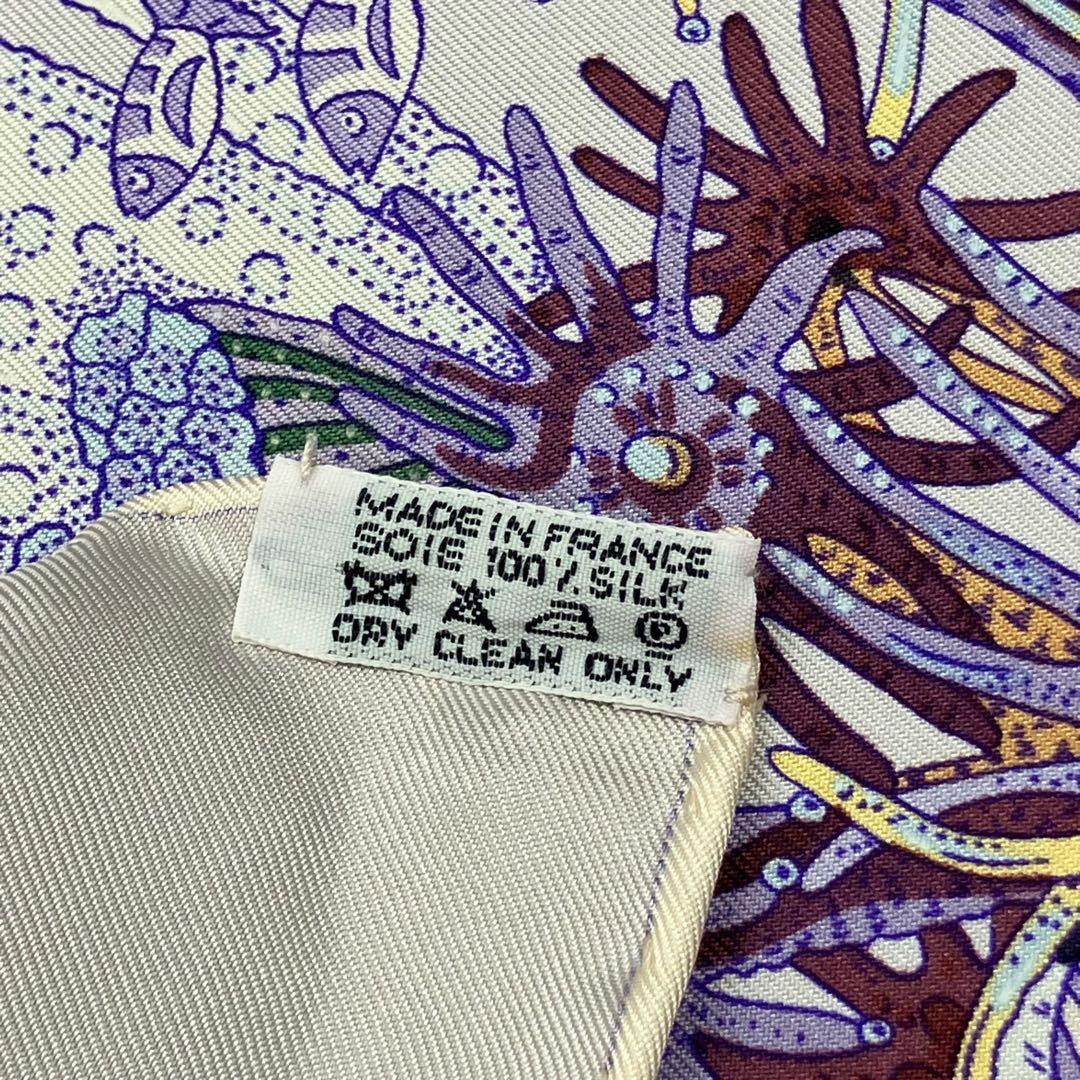 MADE IN FRANCE
SOIE 100% SILK
P
DRY CLEAN ONLY